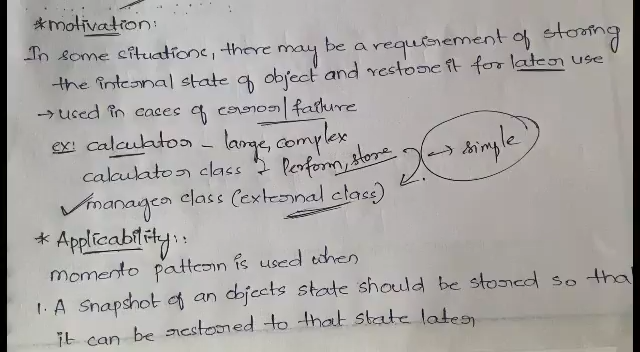 * motivation:
In some situations, there may be a requirement of storing
the internal state of object and restore it for later use
→ used in cases of error/failure
ex: calculator - large, complex
calculator class } Perform, store
✓manager class (external class) → simple
* Applicability::
momento pattern is used when
1. A snapshot of an objects state should be stored so tha
it can be restored to that state later